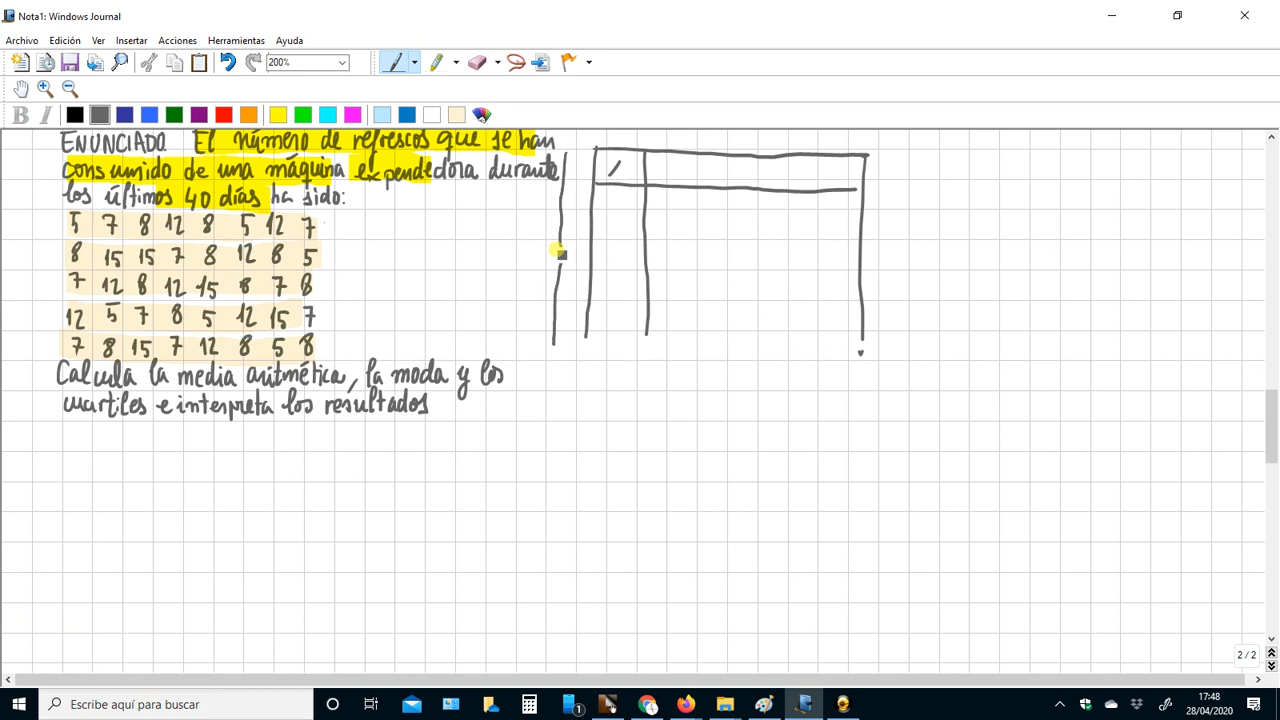 Nota1: Windows Journal
Archivo Edición Ver Insertar Acciones Herramientas Ayuda
200%
B I
ENUNCIADO. El número de refrescos que se han
consumido de una máquina expendedora durante
los últimos 40 días ha sido:
5 7 8 12 8 5 12 7
8 15 15 7 8 12 8 5
7 12 8 12 15 8 7 8
12 5 7 8 5 12 15 7
7 8 15 7 12 8 5 8
Calcula la media aritmética, la moda y los
cuartiles e interpreta los resultados
2 / 2
Escribe aquí para buscar
1
17:48
28/04/2020